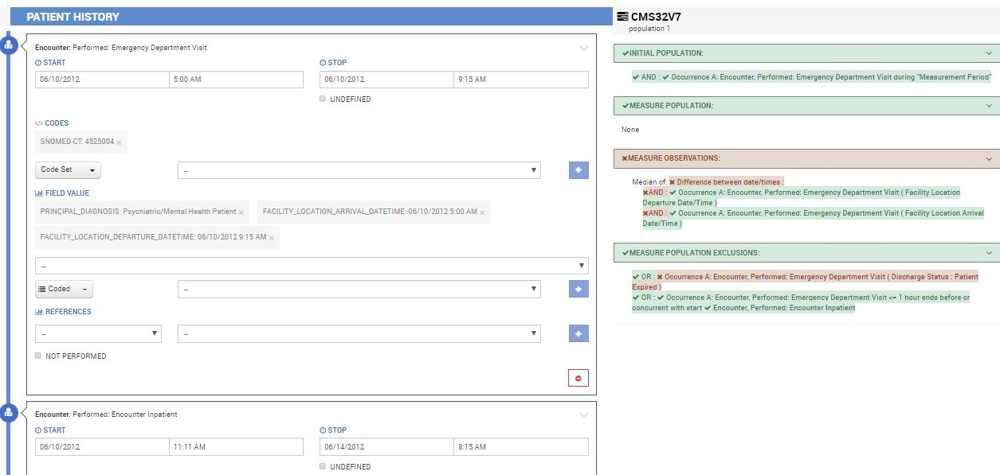 PATIENT HISTORY
Encounter: Performed: Emergency Department Visit
START
STOP
06/10/2012
5:00 AM
06/10/2012
9:15 AM
UNDEFINED
</> CODES
SNOMED-CT: 4525004 ×
Code Set
--
+
FIELD VALUE
PRINCIPAL_DIAGNOSIS: Psychiatric/Mental Health Patient ×
FACILITY_LOCATION_ARRIVAL_DATETIME: 06/10/2012 5:00 AM ×
FACILITY_LOCATION_DEPARTURE_DATETIME: 06/10/2012 9:15 AM ×
--
Coded
--
+
REFERENCES
--
--
+
NOT PERFORMED
Encounter: Performed: Encounter Inpatient
START
STOP
06/10/2012
11:11 AM
06/14/2012
8:15 AM
UNDEFINED
CMS32V7
population 1
✔INITIAL POPULATION:
✔ AND : ✔ Occurrence A: Encounter, Performed: Emergency Department Visit during "Measurement Period"
✔MEASURE POPULATION:
None
✖MEASURE OBSERVATIONS:
Median of: ✖ Difference between date/times :
✖AND : ✔ Occurrence A: Encounter, Performed: Emergency Department Visit ( Facility Location
Departure Date/Time )
✖AND : ✔ Occurrence A: Encounter, Performed: Emergency Department Visit ( Facility Location Arrival
Date/Time )
✔MEASURE POPULATION EXCLUSIONS:
✔ OR : ✖ Occurrence A: Encounter, Performed: Emergency Department Visit ( Discharge Status : Patient
Expired )
✔ OR : ✔ Occurrence A: Encounter, Performed: Emergency Department Visit <= 1 hour ends before or
concurrent with start ✔ Encounter, Performed: Encounter Inpatient